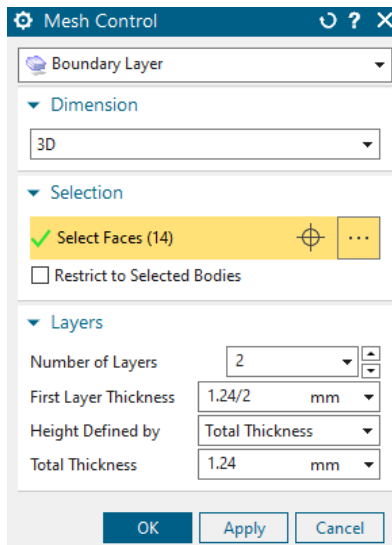 Mesh Control
Boundary Layer
Dimension
3D
Selection
Select Faces (14)
Restrict to Selected Bodies
Layers
Number of Layers 2
First Layer Thickness 1.24/2 mm
Height Defined by Total Thickness
Total Thickness 1.24 mm
OK Apply Cancel